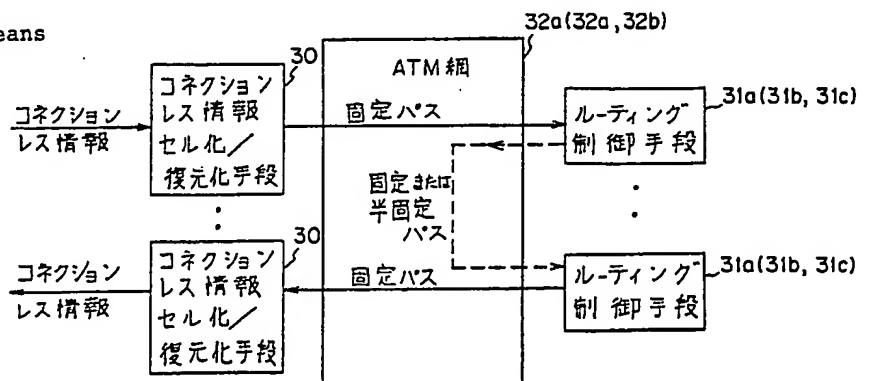 eans
32a(32a, 32b)
30
ATM網
コネクション
レス情報
セル化/
復元化手段
コネクション
レス情報
固定パス
ルーティング
制御手段
31a(31b, 31c)
固定または
半固定
パス
30
コネクション
レス情報
セル化/
復元化手段
コネクション
レス情報
固定パス
ルーティング
制御手段
31a(31b, 31c)